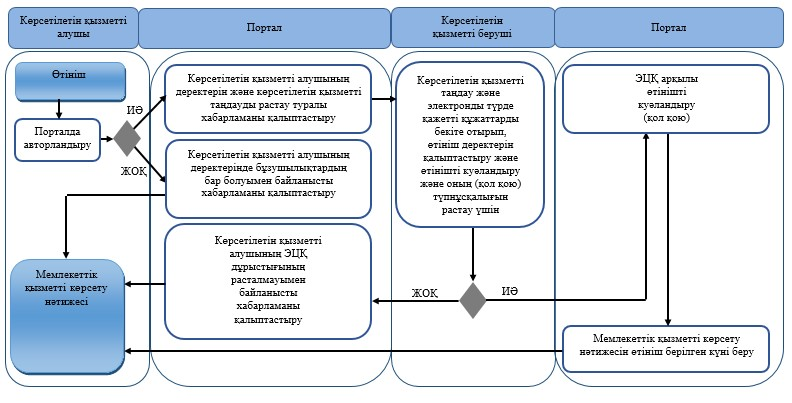 Көрсетілетін қызметті
алушы
Портал
Көрсетілетін
қызметті беруші
Портал
Өтініш
Порталда
авторландыру
ИӘ
ЖОҚ
Көрсетілетін қызметті алушының
деректерін және көрсетілетін қызметті
таңдауды растау туралы
хабарламаны қалыптастыру
Көрсетілетін қызметті алушының
деректерінде бұзушылықтардың
бар болуымен байланысты
хабарламаны қалыптастыру
Көрсетілетін қызметті
алушының ЭЦҚ
дұрыстығының
расталмауымен
байланысты
хабарламаны
қалыптастыру
Көрсетілетін қызметті
таңдау және
электронды түрде
қажетті құжаттарды
бекіте отырып,
өтініш деректерін
қалыптастыру және
өтінішті куәландыру
және оның (қол қою)
түпнұсқалығын
растау үшін
ЖОҚ
ИӘ
ЭЦҚ арқылы
өтінішті
куәландыру
(қол қою)
Мемлекеттік қызметті көрсету
нәтижесін өтініш берілген күні беру
Мемлекеттік
қызметті көрсету
нәтижесі